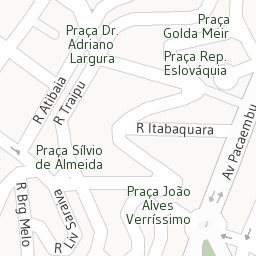 Praça Dr.
Adriano
Largura
Praça
Golda Meir
Praça Rep.
Eslováquia
R Atibaia
R Traipu
R Itabaquara
Av Pacaembu
Praça Sílvio
de Almeida
Praça João
Alves
Verríssimo
R Brg Melo
R
Saraiva